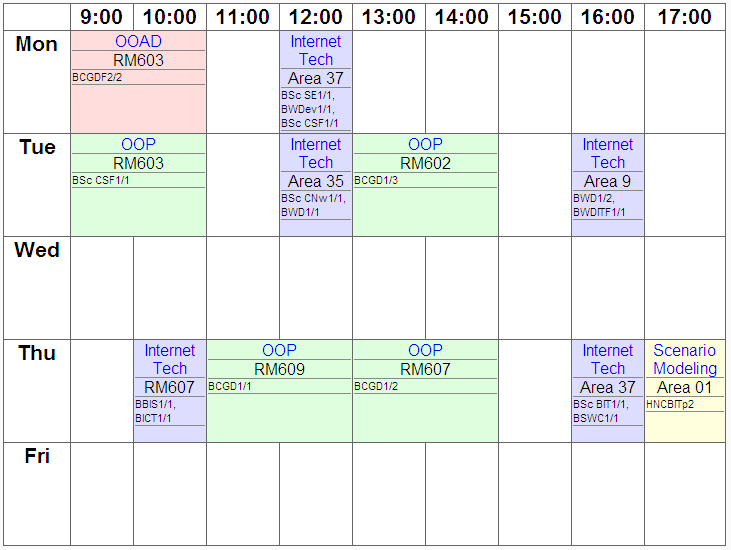 9:00 10:00 11:00 12:00 13:00 14:00 15:00 16:00 17:00
Mon
OOAD
RM603
BCGDF2/2
Internet
Tech
Area 37
BSc SE1/1,
BWDev1/1,
BSc CSF1/1
Tue
OOP
RM603
BSc CSF1/1
Internet
Tech
Area 35
BSc CNw1/1,
BWD1/1
OOP
RM602
BCGD1/3
Internet
Tech
Area 9
BWD1/2,
BWDITF1/1
Wed
Thu
Internet
Tech
RM607
BBIS1/1,
BICT1/1
OOP
RM609
BCGD1/1
OOP
RM607
BCGD1/2
Internet
Tech
Area 37
BSc BIT1/1,
BSWC1/1
Scenario
Modeling
Area 01
HNCBITp2
Fri